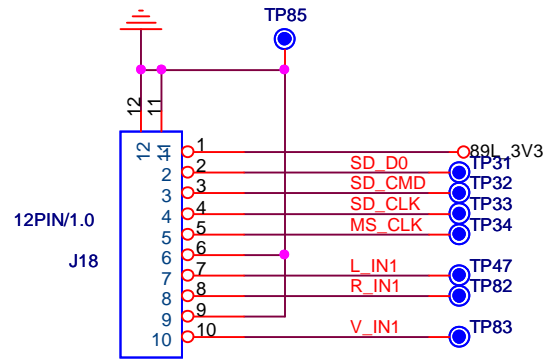 TP85
12
11
12
11
1
1
89L_3V3
2
2
SD_D0
TP31
3
3
SD_CMD
TP32
12PIN/1.0
4
4
SD_CLK
TP33
5
5
MS_CLK
TP34
J18
6
6
7
7
L_IN1
TP47
8
8
R_IN1
TP82
9
9
10
10
V_IN1
TP83